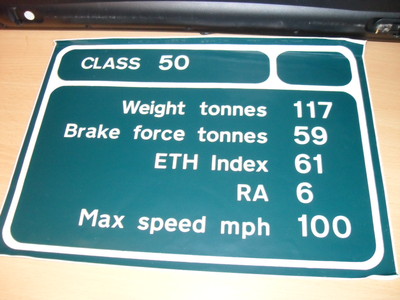 CLASS 50
Weight tonnes 117
Brake force tonnes 59
ETH Index 61
RA 6
Max speed mph 100